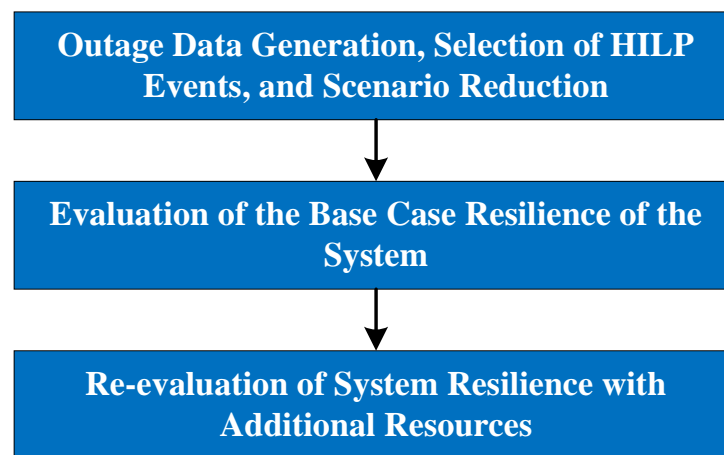 Outage Data Generation, Selection of HILP
Events, and Scenario Reduction
Evaluation of the Base Case Resilience of the
System
Re-evaluation of System Resilience with
Additional Resources